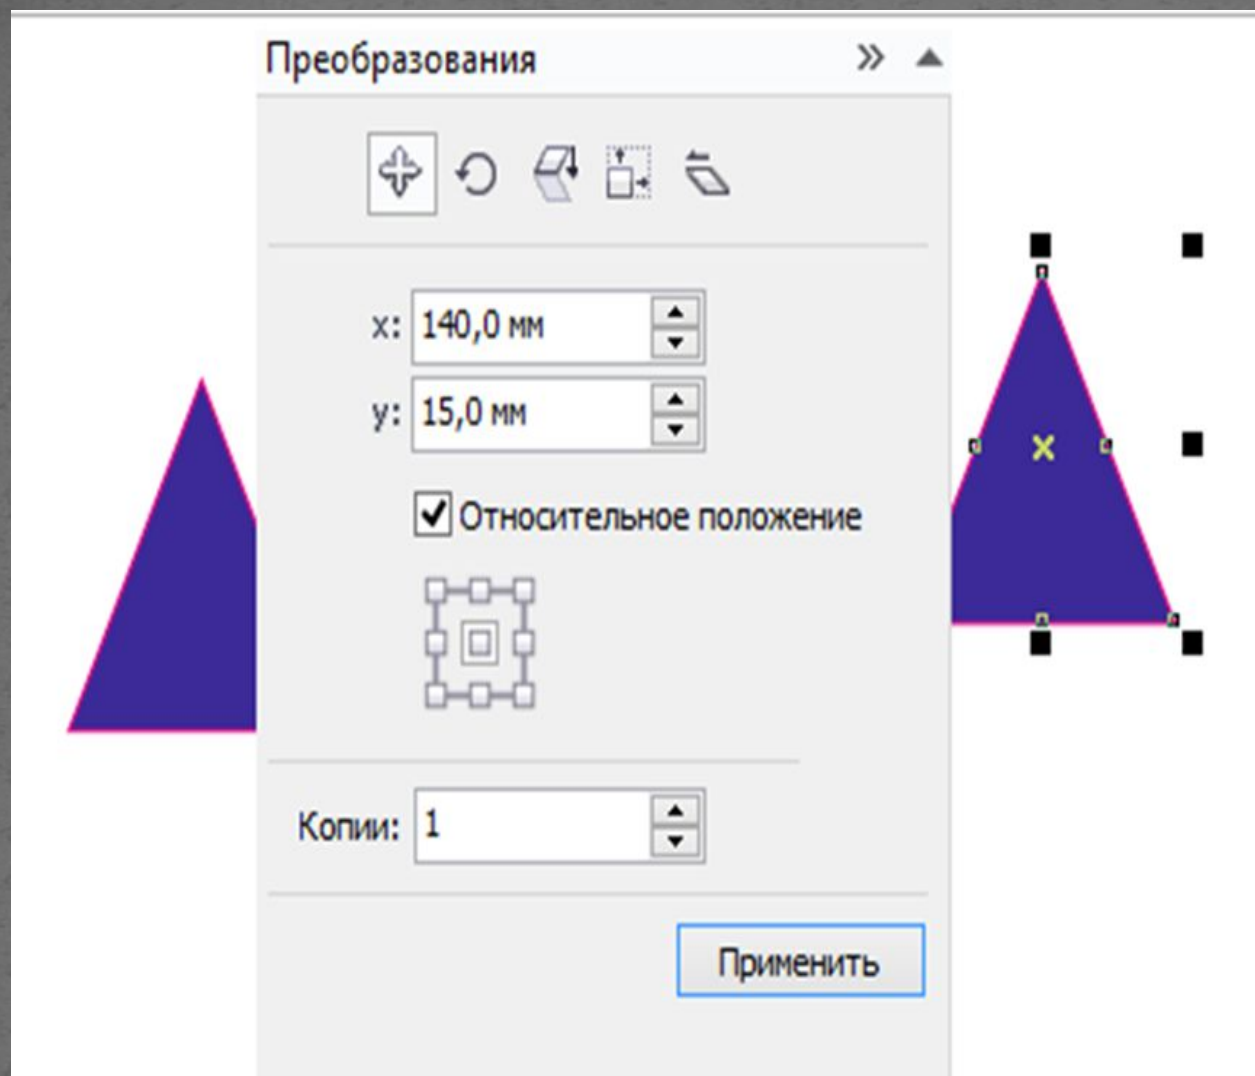 Преобразования
x: 140,0 мм
y: 15,0 мм
Относительное положение
Копии: 1
Применить